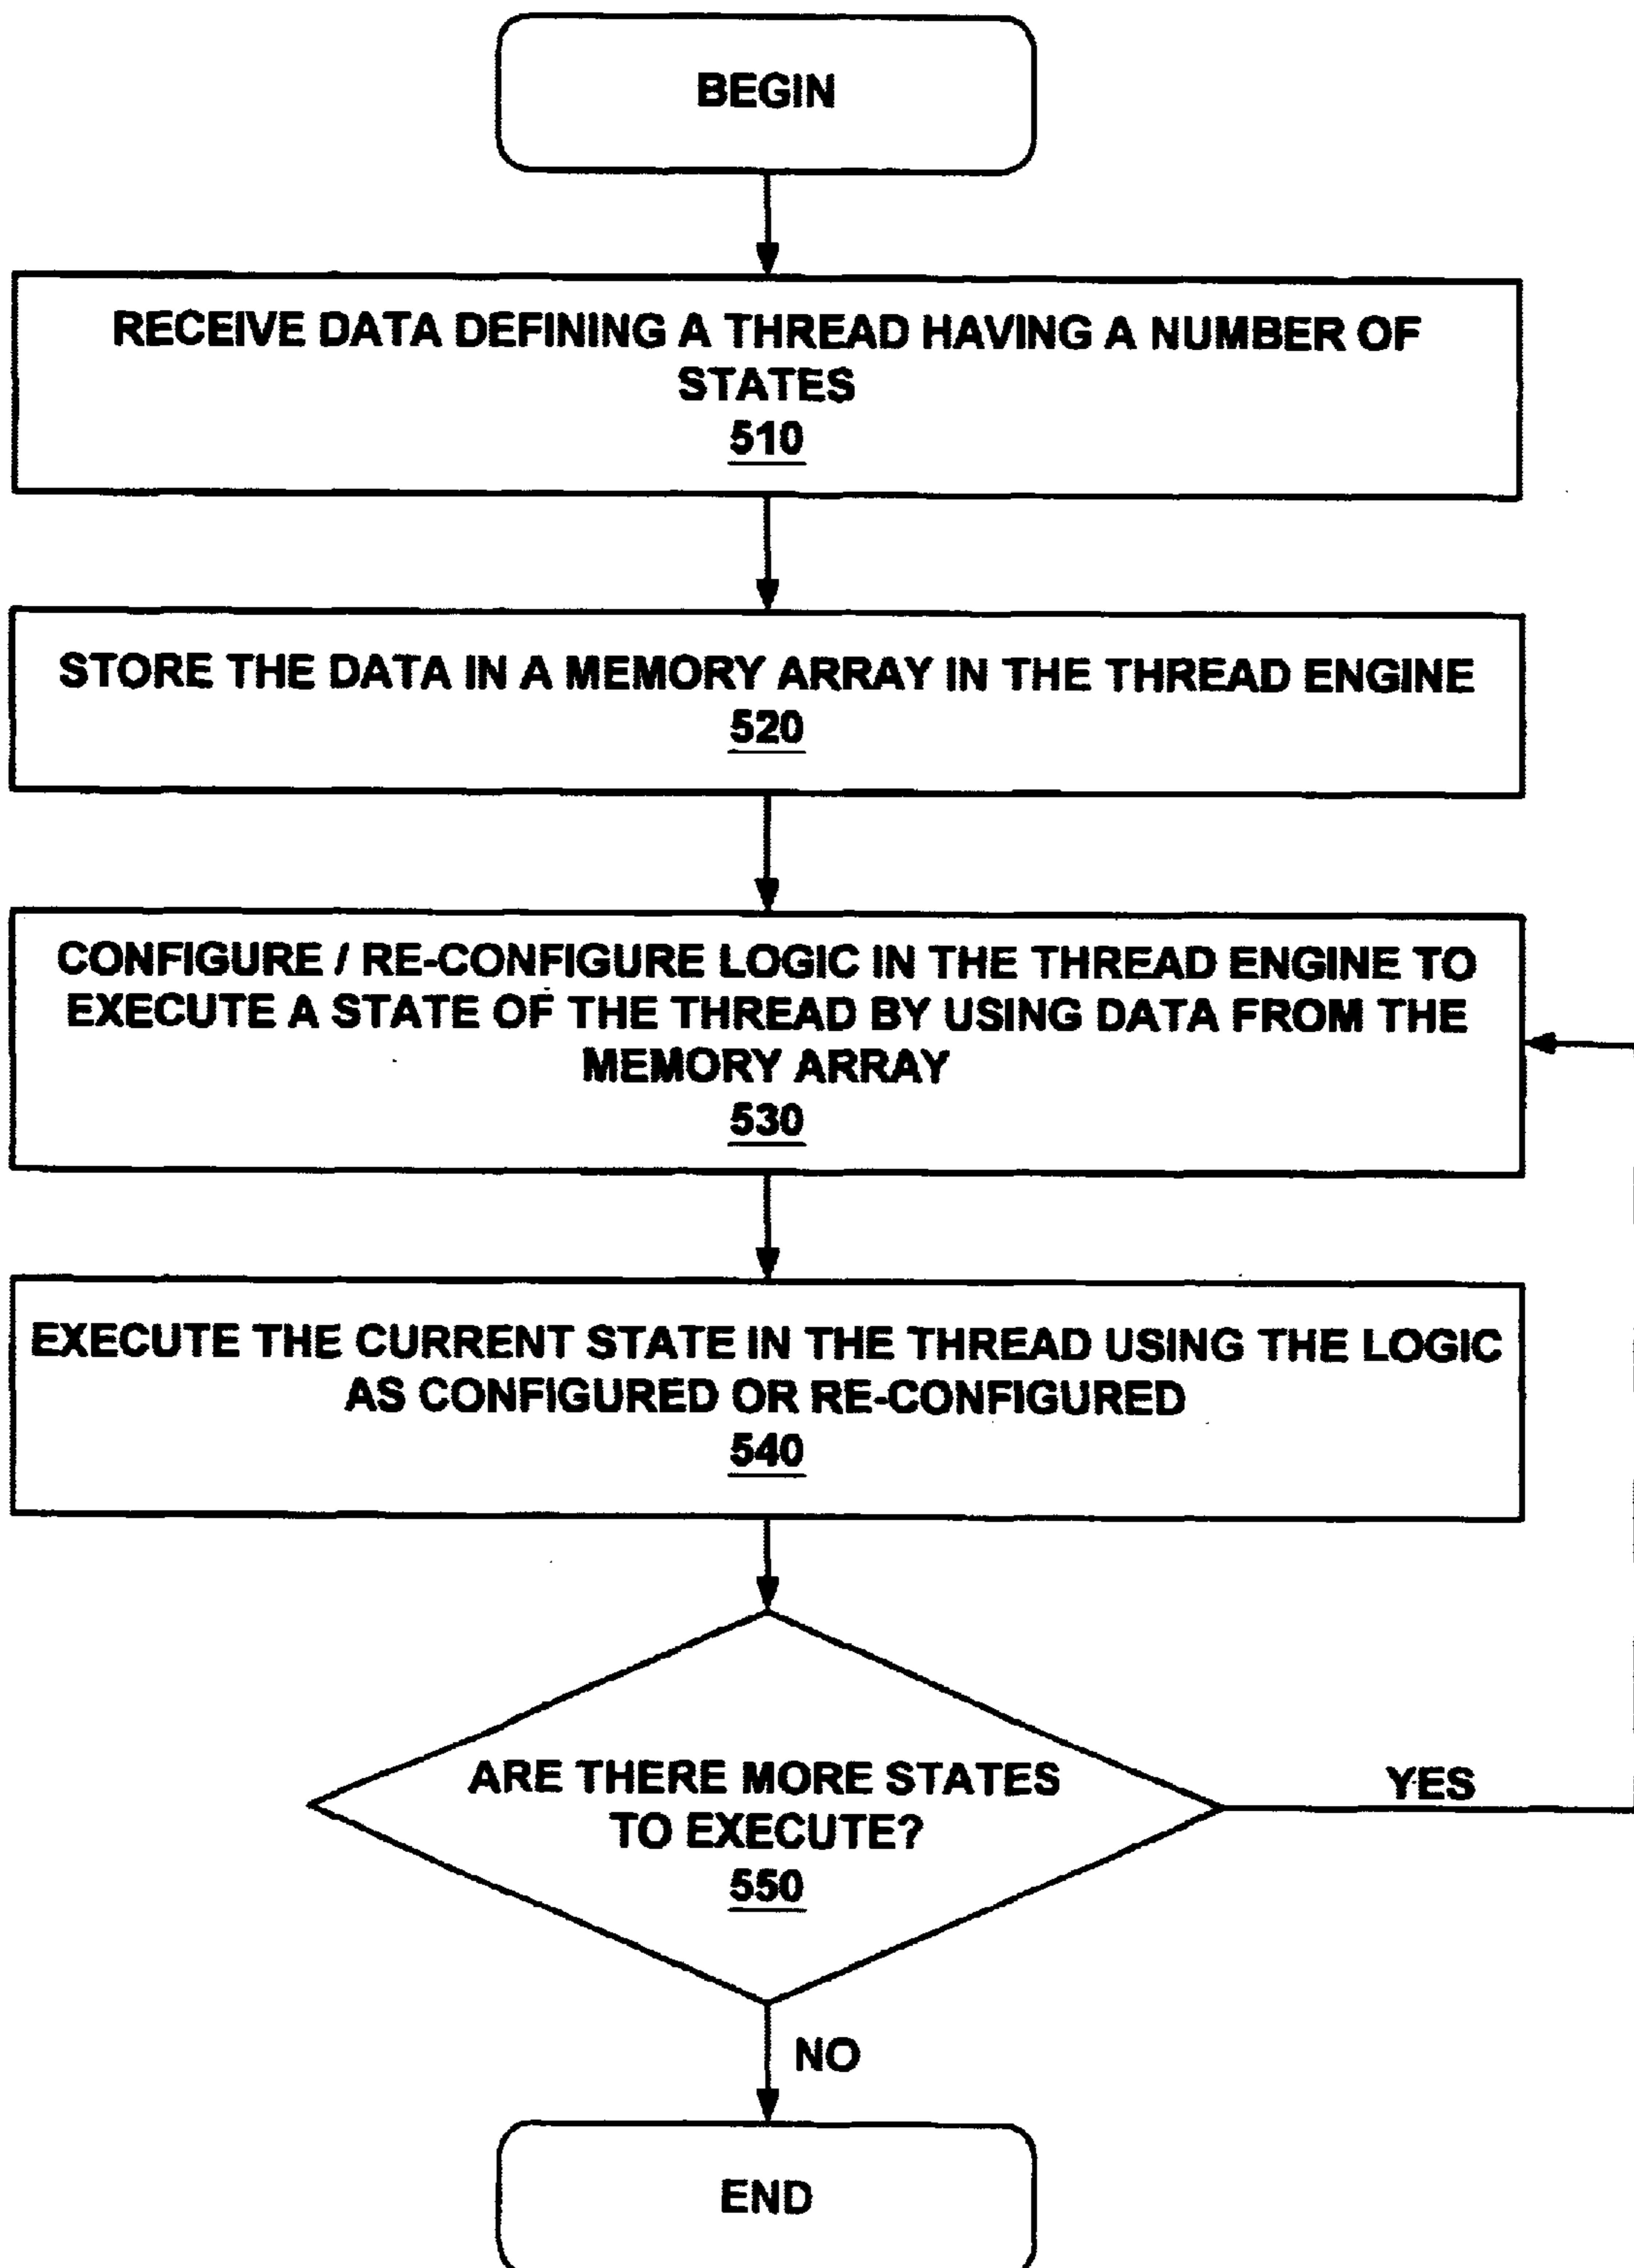 BEGIN
RECEIVE DATA DEFINING A THREAD HAVING A NUMBER OF
STATES
510
STORE THE DATA IN A MEMORY ARRAY IN THE THREAD ENGINE
520
CONFIGURE / RE-CONFIGURE LOGIC IN THE THREAD ENGINE TO
EXECUTE A STATE OF THE THREAD BY USING DATA FROM THE
MEMORY ARRAY
530
EXECUTE THE CURRENT STATE IN THE THREAD USING THE LOGIC
AS CONFIGURED OR RE-CONFIGURED
540
ARE THERE MORE STATES
TO EXECUTE?
550
YES
NO
END